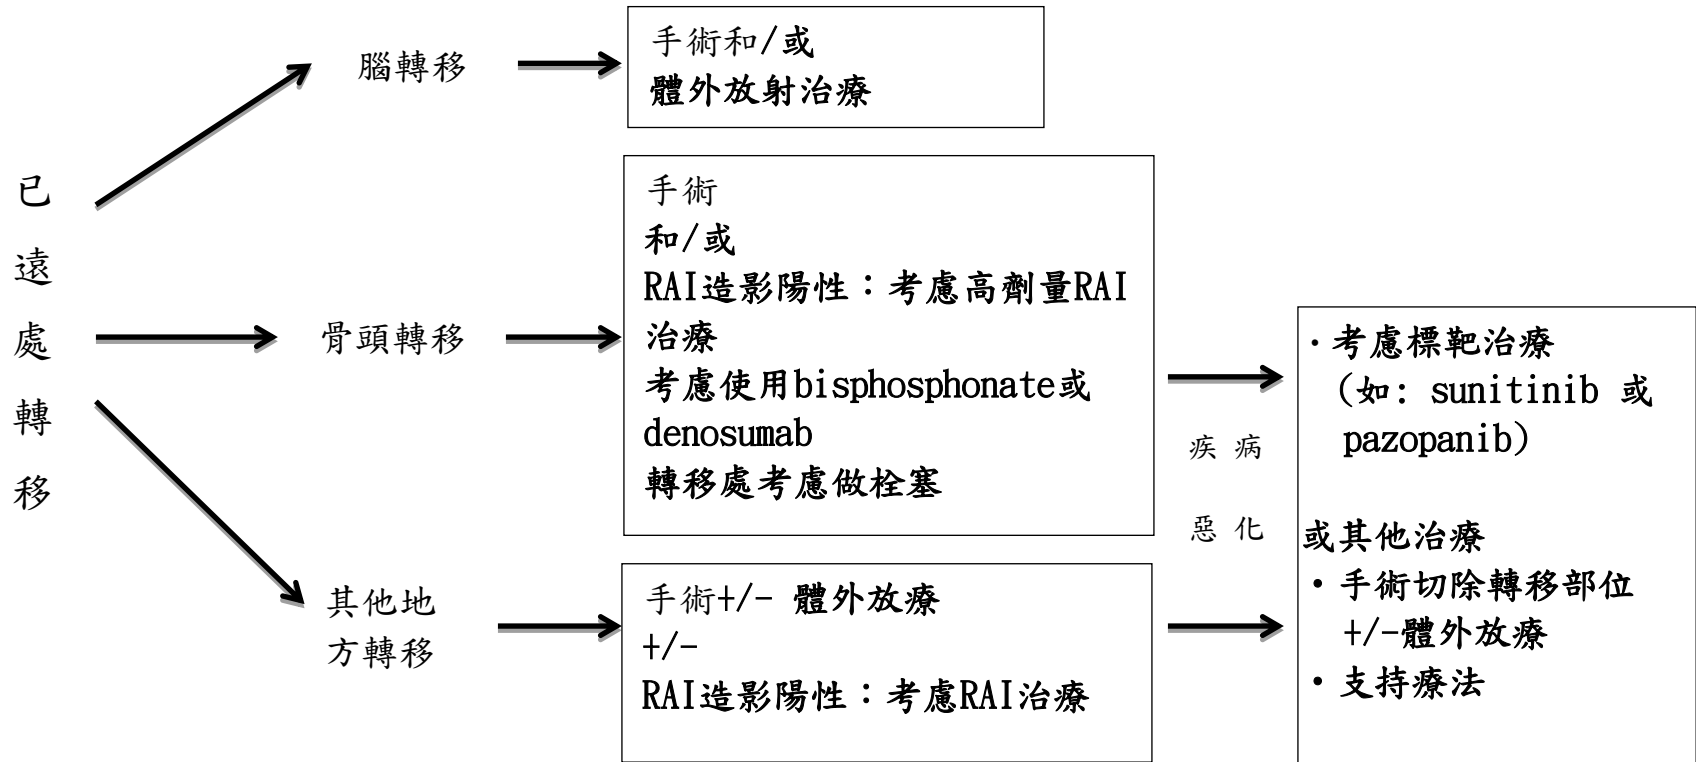 已遠處轉移
腦轉移
手術和/或
體外放射治療
骨頭轉移
手術
和/或
RAI造影陽性：考慮高劑量RAI
治療
考慮使用bisphosphonate或
denosumab
轉移處考慮做栓塞
其他地
方轉移
手術+/- 體外放療
+/-
RAI造影陽性：考慮RAI治療
疾病
惡化
・考慮標靶治療
(如: sunitinib 或
pazopanib)
或其他治療
・手術切除轉移部位
+/-體外放療
・支持療法